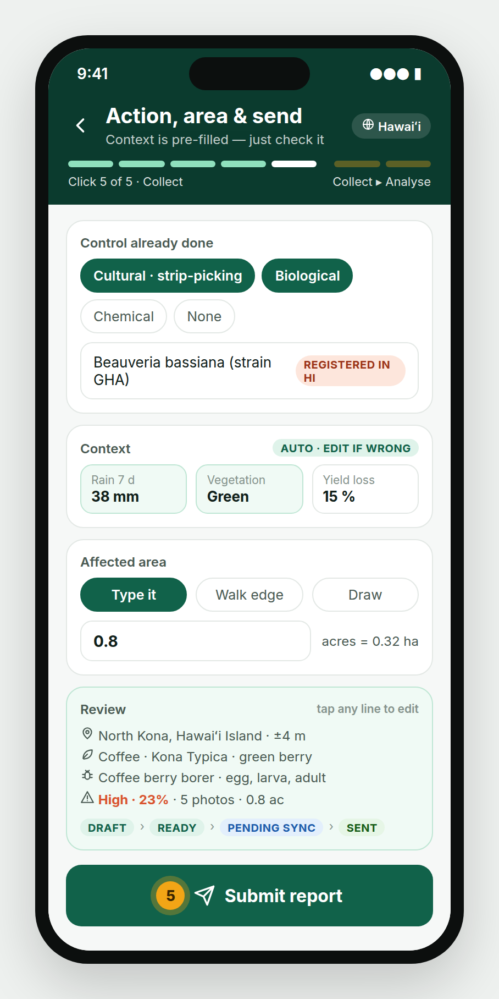 9:41
Action, area & send
Context is pre-filled — just check it
Hawaiʻi
Click 5 of 5 · Collect
Collect ▸ Analyse
Control already done
Cultural · strip-picking
Biological
Chemical
None
Beauveria bassiana (strain
GHA)
REGISTERED IN
HI
Context
AUTO · EDIT IF WRONG
Rain 7 d
38 mm
Vegetation
Green
Yield loss
15 %
Affected area
Type it
Walk edge
Draw
0.8
acres = 0.32 ha
Review
tap any line to edit
North Kona, Hawaiʻi Island · ±4 m
Coffee · Kona Typica · green berry
Coffee berry borer · egg, larva, adult
High · 23% · 5 photos · 0.8 ac
DRAFT › READY › PENDING SYNC › SENT
5 Submit report